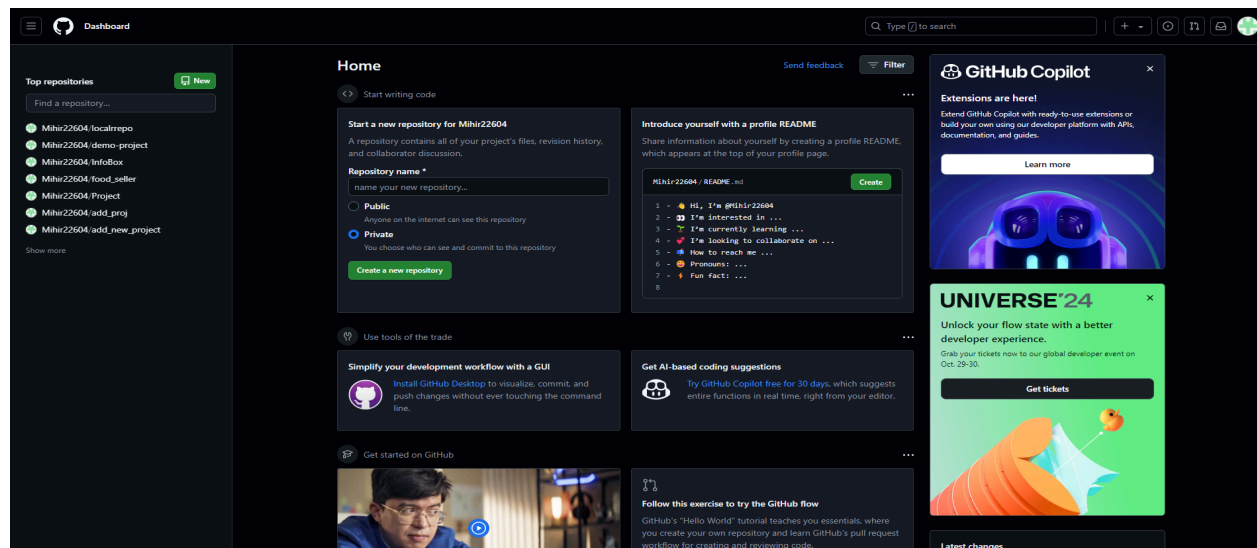 Dashboard
Type / to search
Top repositories
New
Find a repository...
Mihir22604/localrrepo
Mihir22604/demo-project
Mihir22604/InfoBox
Mihir22604/food_seller
Mihir22604/Project
Mihir22604/add_proj
Mihir22604/add_new_project
Show more
Home
Send feedback
Filter
Start writing code
Start a new repository for Mihir22604
A repository contains all of your project's files, revision history,
and collaborator discussion.
Repository name *
name your new repository...
Public
Anyone on the internet can see this repository
Private
You choose who can see and commit to this repository
Create a new repository
Introduce yourself with a profile README
Share information about yourself by creating a profile README,
which appears at the top of your profile page.
Mihir22604 / README.md
Create
1 - 👋 Hi, I'm @Mihir22604
2 - 👀 I'm interested in ...
3 - 🌱 I'm currently learning ...
4 - 💞️ I'm looking to collaborate on ...
5 - 📫 How to reach me ...
6 - 😄 Pronouns: ...
7 - ⚡ Fun fact: ...
8
Use tools of the trade
Simplify your development workflow with a GUI
Install GitHub Desktop to visualize, commit, and
push changes without ever touching the command
line.
Get AI-based coding suggestions
Try GitHub Copilot free for 30 days, which suggests
entire functions in real time, right from your editor.
Get started on GitHub
Follow this exercise to try the GitHub flow
GitHub's "Hello World" tutorial teaches you essentials, where
you create your own repository and learn GitHub's pull request
workflow for creating and reviewing code.
GitHub Copilot
Extensions are here!
Extend GitHub Copilot with ready-to-use extensions or
build your own using our developer platform with APIs,
documentation, and guides.
Learn more
UNIVERSE'24
Unlock your flow state with a better
developer experience.
Grab your tickets now to our global developer event on
Oct. 29-30.
Get tickets
Latest changes